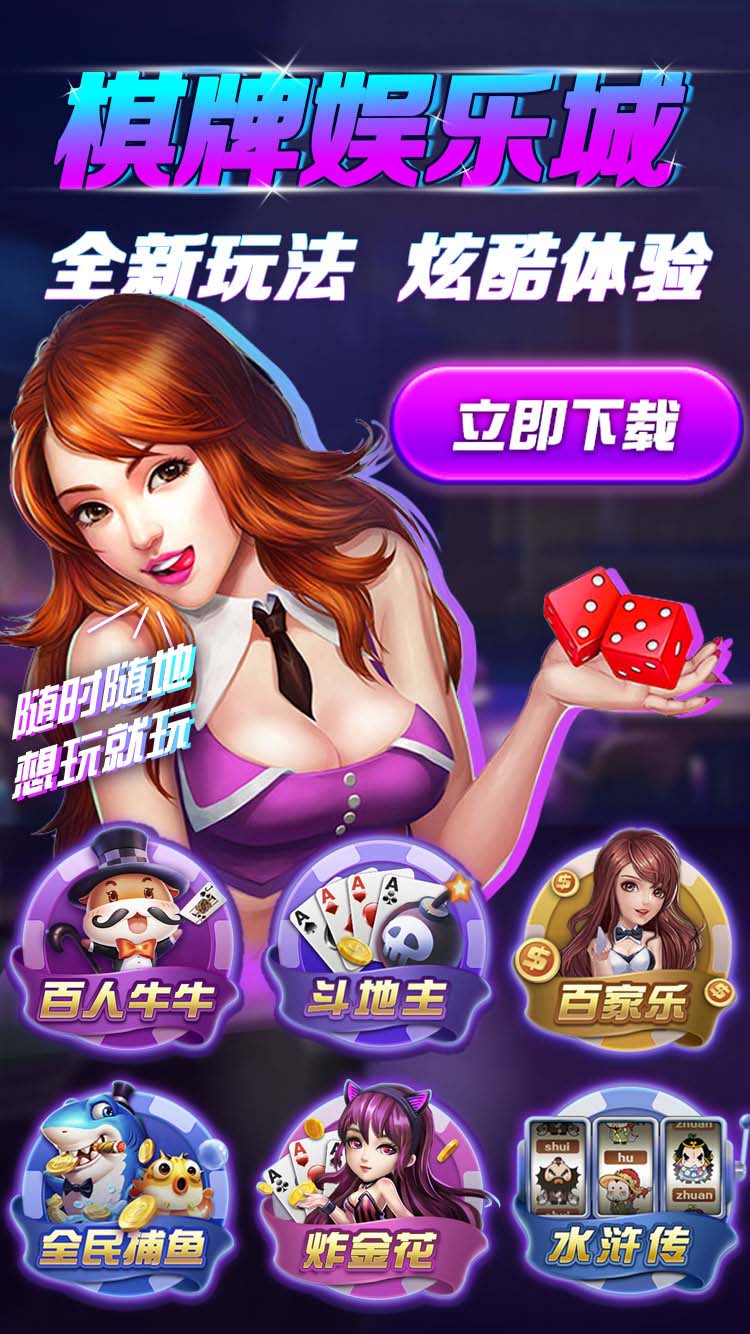 棋牌娱乐城
全新玩法 炫酷体验
立即下载
随时随地
想玩就玩
百人牛牛
A A A A
斗地主
百家乐
全民捕鱼
A A
炸金花
shui hu zhuan
zhuan
水浒传